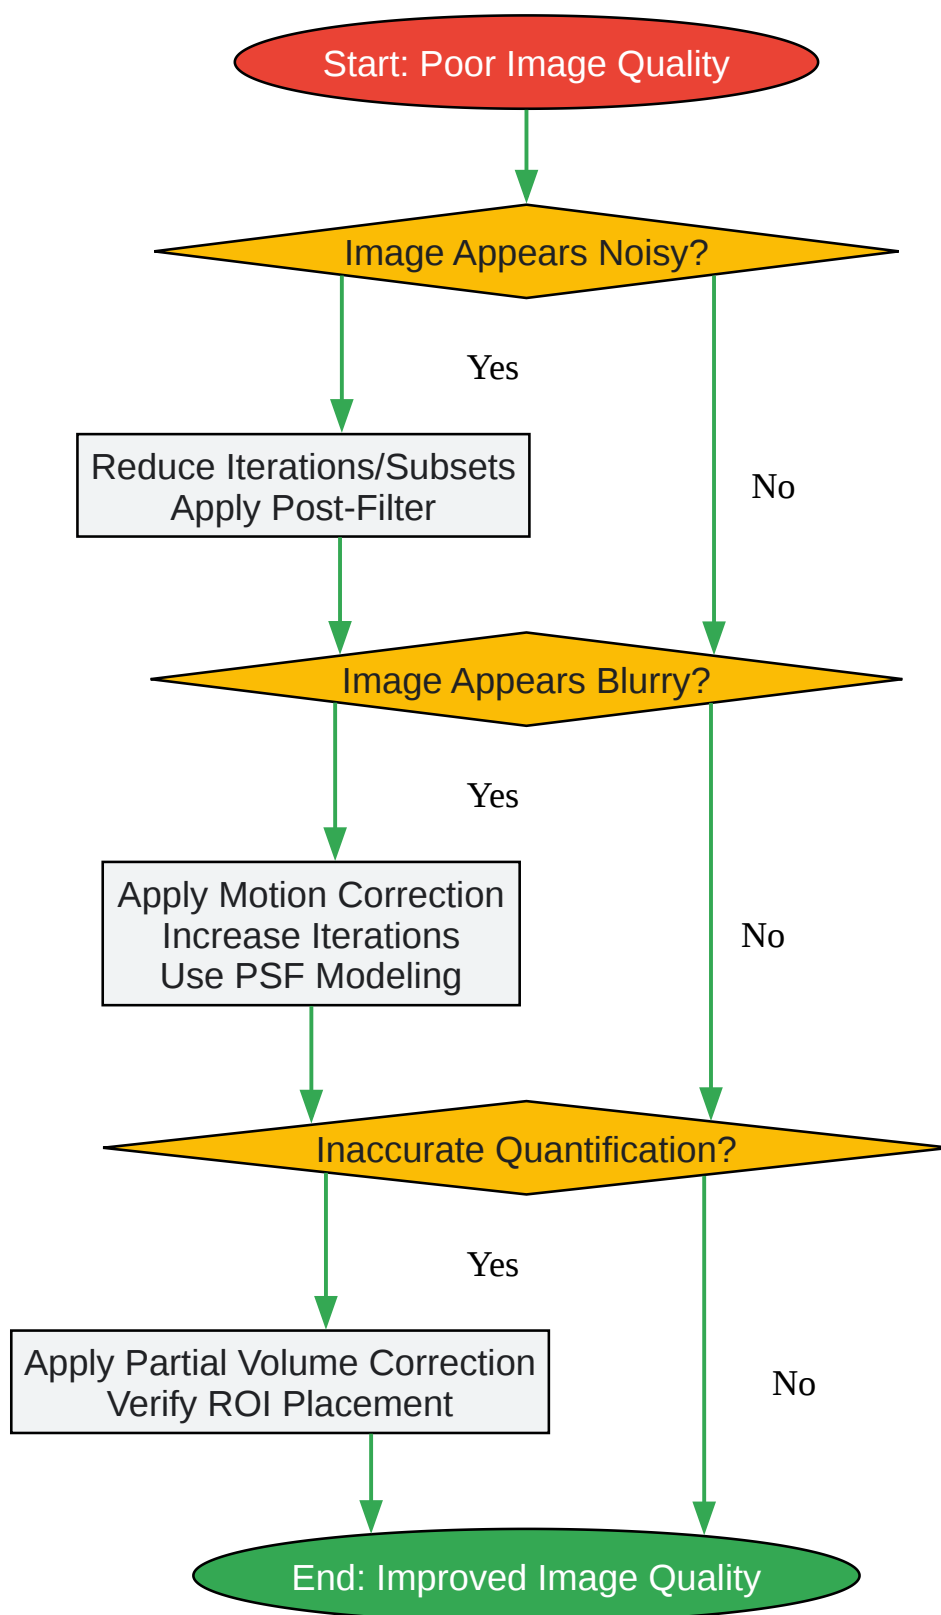 Start: Poor Image Quality
Image Appears Noisy?
Yes
Reduce Iterations/Subsets
Apply Post-Filter
No
Image Appears Blurry?
Yes
Apply Motion Correction
Increase Iterations
Use PSF Modeling
No
Inaccurate Quantification?
Yes
Apply Partial Volume Correction
Verify ROI Placement
No
End: Improved Image Quality